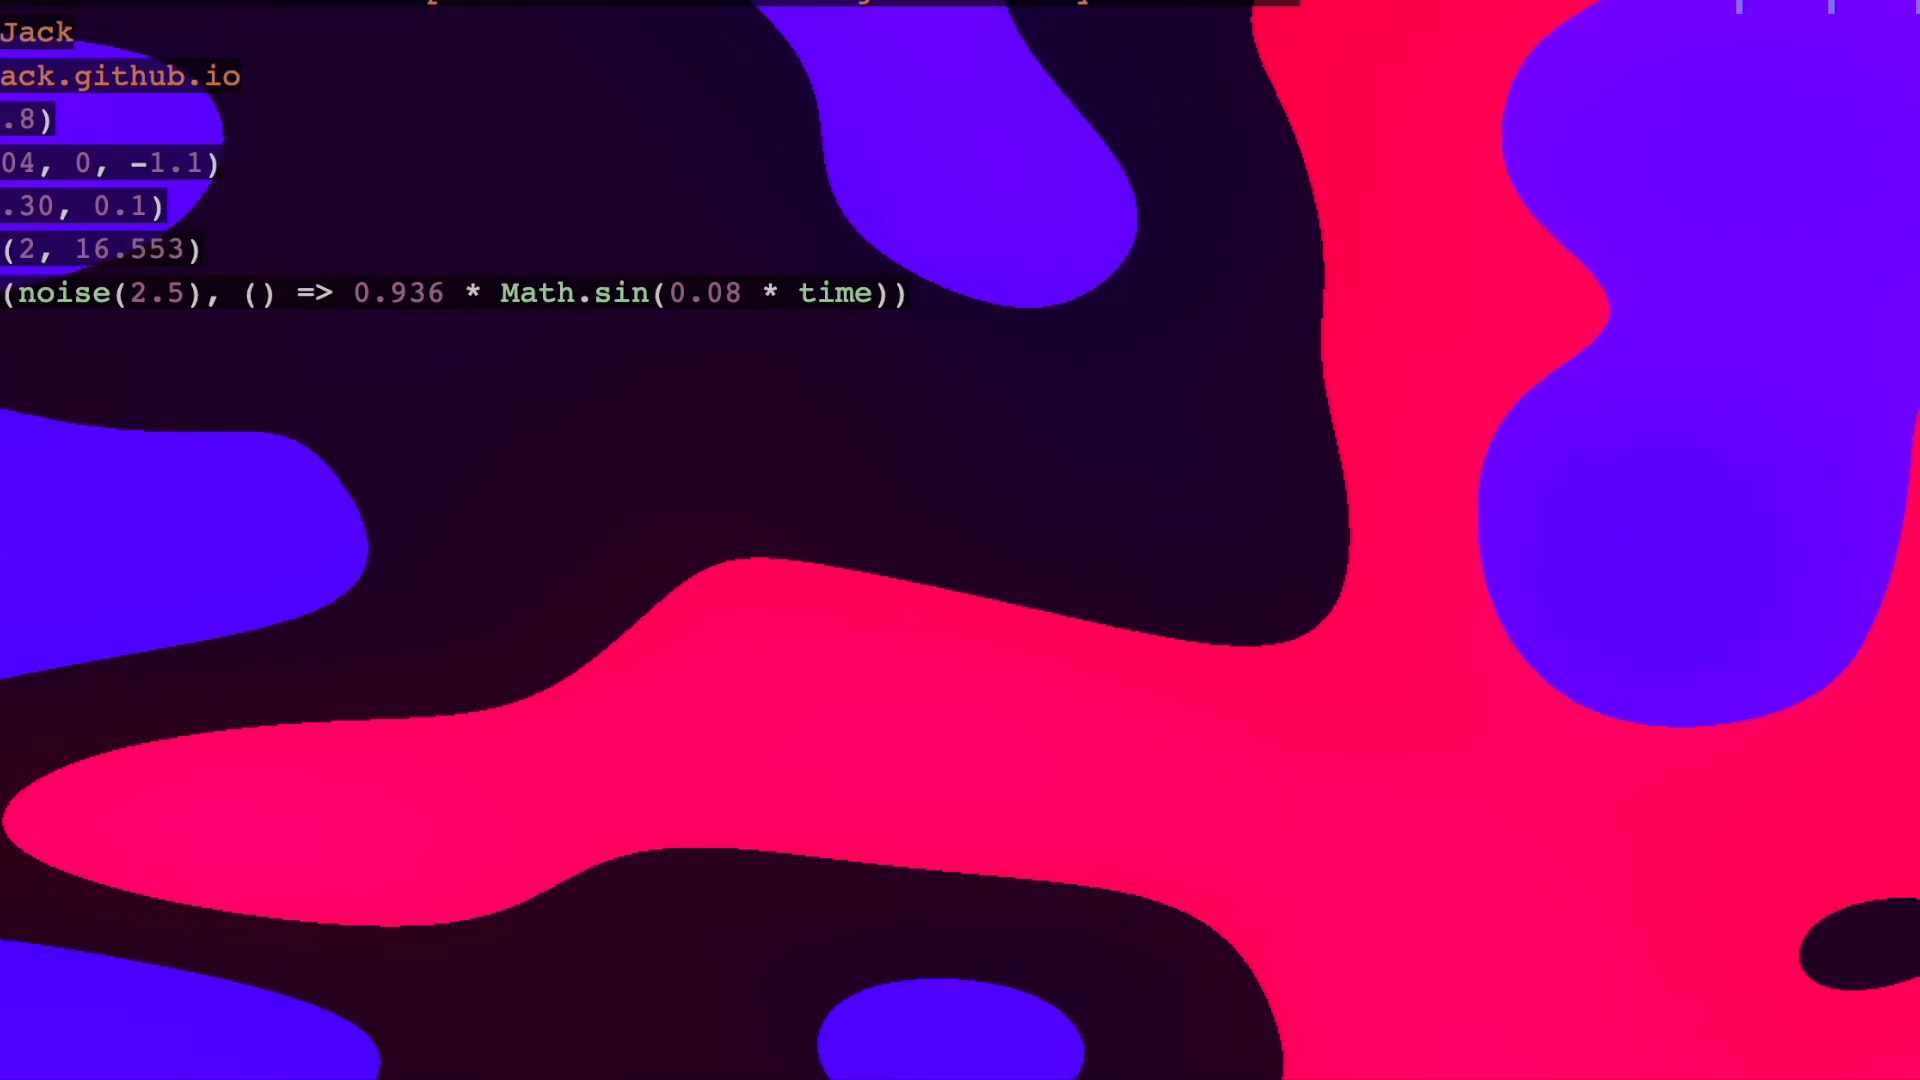 Jack
ack.github.io
.8)
04, 0, -1.1)
.30, 0.1)
(2, 16.553)
(noise(2.5), () => 0.936 * Math.sin(0.08 * time))